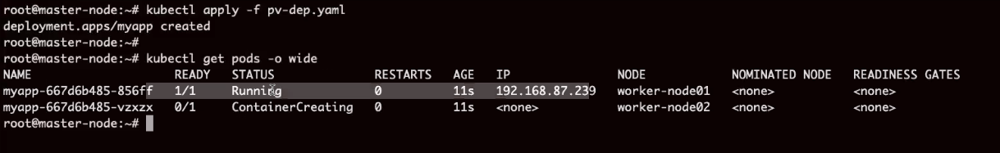 root@master-node:~# kubectl apply -f pv-dep.yaml
deployment.apps/myapp created
root@master-node:~#
root@master-node:~# kubectl get pods -o wide
NAME READY STATUS RESTARTS AGE IP NODE NOMINATED NODE READINESS GATES
myapp-667d6b485-856ff 1/1 Running 0 11s 192.168.87.239 worker-node01 <none> <none>
myapp-667d6b485-vzxzx 0/1 ContainerCreating 0 11s <none> worker-node02 <none> <none>
root@master-node:~#